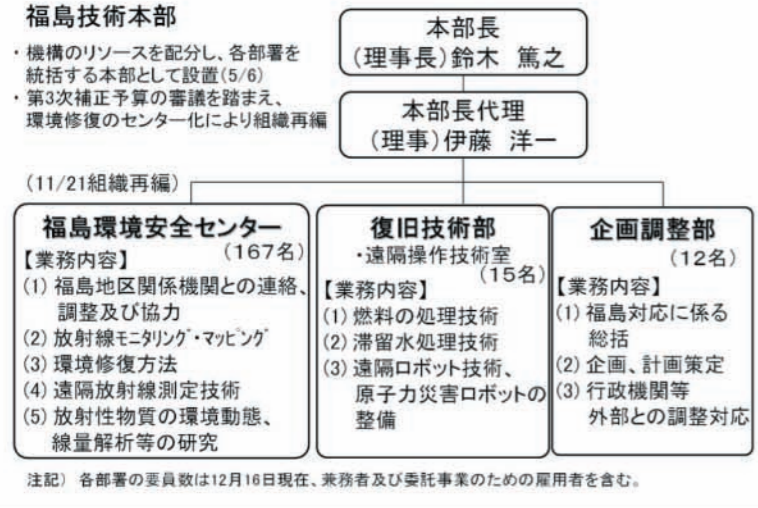 福島技術本部
・機構のリソースを配分し、各部署を
統括する本部として設置(5/6)
・第3次補正予算の審議を踏まえ、
環境修復のセンター化により組織再編
本部長
(理事長)鈴木 篤之
本部長代理
(理事)伊藤 洋一
(11/21組織再編)
福島環境安全センター
(167名)
【業務内容】
(1) 福島地区関係機関との連絡、
調整及び協力
(2) 放射線モニタリング・マッピング
(3) 環境修復方法
(4) 遠隔放射線測定技術
(5) 放射性物質の環境動態、
線量解析等の研究
復旧技術部
・遠隔操作技術室
(15名)
【業務内容】
(1) 燃料の処理技術
(2) 滞留水処理技術
(3) 遠隔ロボット技術、
原子力災害ロボットの
整備
企画調整部
(12名)
【業務内容】
(1) 福島対応に係る
総括
(2) 企画、計画策定
(3) 行政機関等
外部との調整対応
注記) 各部署の要員数は12月16日現在、兼務者及び委託事業のための雇用者を含む。